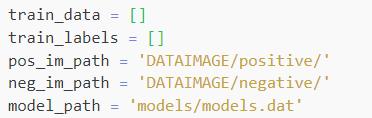 train_data = []
train_labels = []
pos_im_path = 'DATAIMAGE/positive/'
neg_im_path = 'DATAIMAGE/negative/'
model_path = 'models/models.dat'